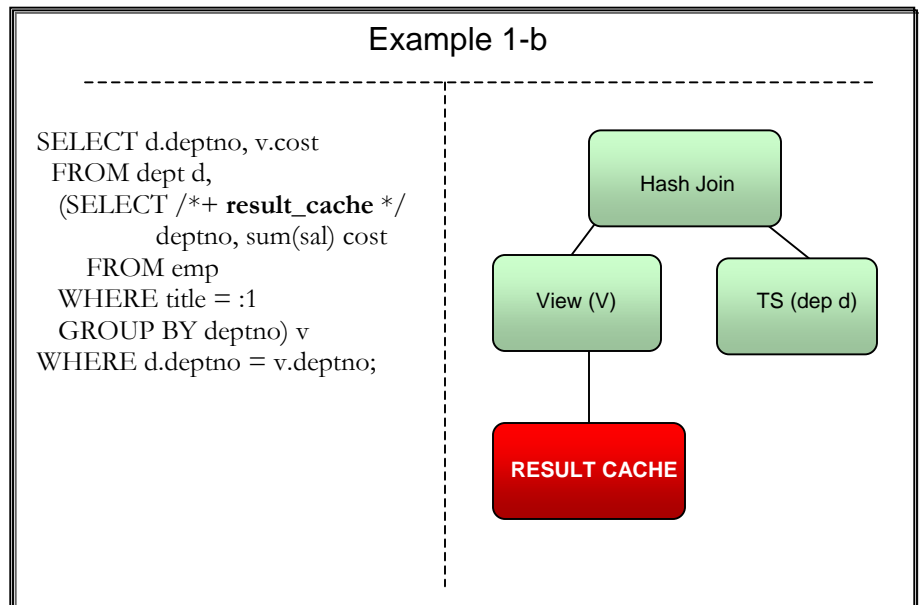 Example 1-b
SELECT d.deptno, v.cost
FROM dept d,
(SELECT /*+ result_cache */
deptno, sum(sal) cost
FROM emp
WHERE title = :1
GROUP BY deptno) v
WHERE d.deptno = v.deptno;
Hash Join
View (V)
TS (dep d)
RESULT CACHE